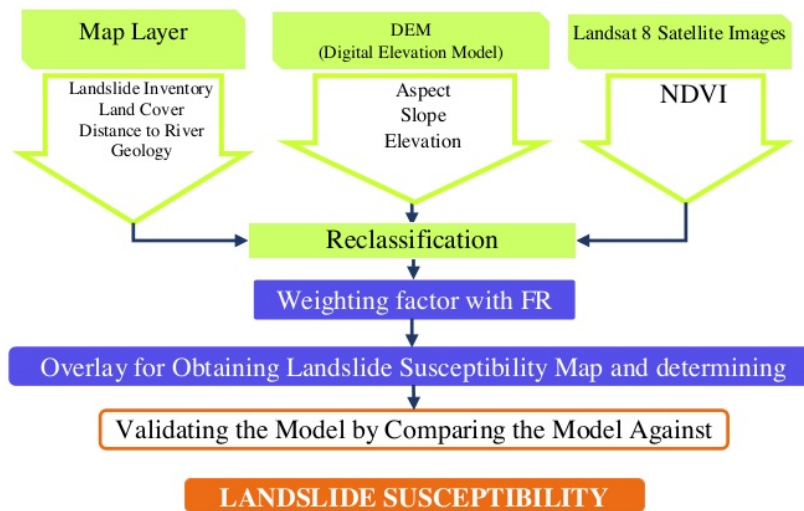 Map Layer
Landslide Inventory
Land Cover
Distance to River
Geology
DEM
(Digital Elevation Model)
Aspect
Slope
Elevation
Landsat 8 Satellite Images
NDVI
Reclassification
Weighting factor with FR
Overlay for Obtaining Landslide Susceptibility Map and determining
Validating the Model by Comparing the Model Against
LANDSLIDE SUSCEPTIBILITY